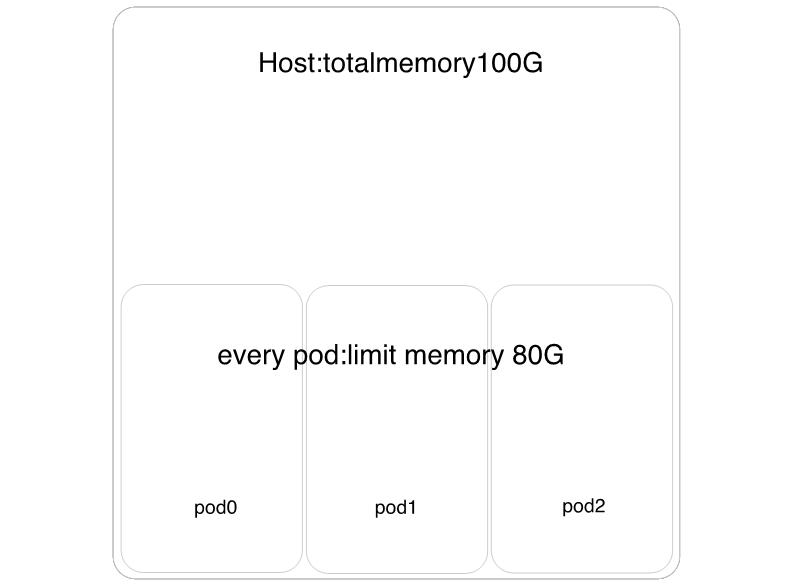 Host:totalmemory100G
every pod:limit memory 80G
pod0
pod1
pod2